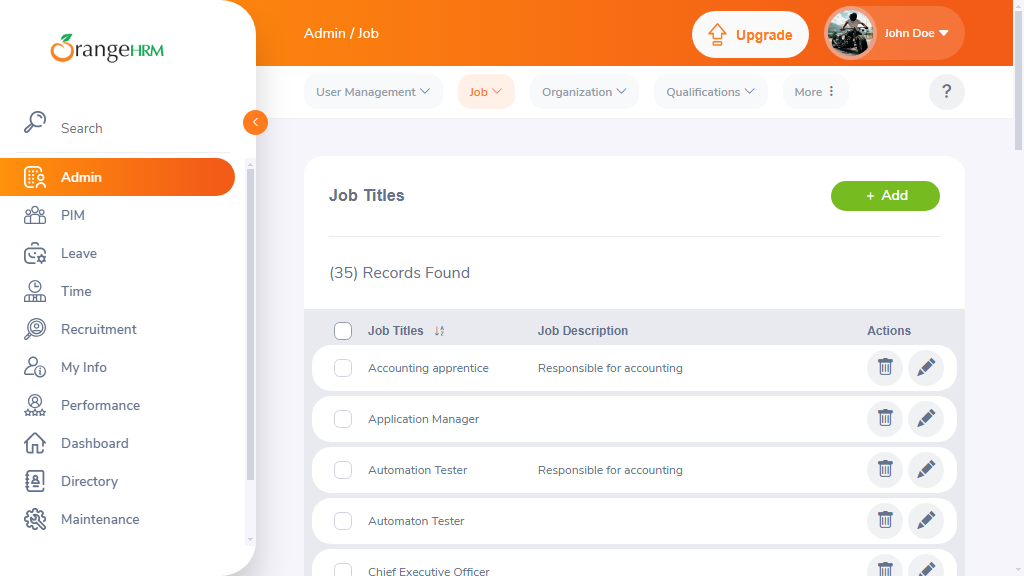 OrangeHRM
Search
Admin
PIM
Leave
Time
Recruitment
My Info
Performance
Dashboard
Directory
Maintenance
Admin / Job
Upgrade
John Doe
User Management
Job
Organization
Qualifications
More
?
Job Titles
+ Add
(35) Records Found
Job Titles
Job Description
Actions
Accounting apprentice
Responsible for accounting
Application Manager
Automation Tester
Responsible for accounting
Automaton Tester
Chief Executive Officer